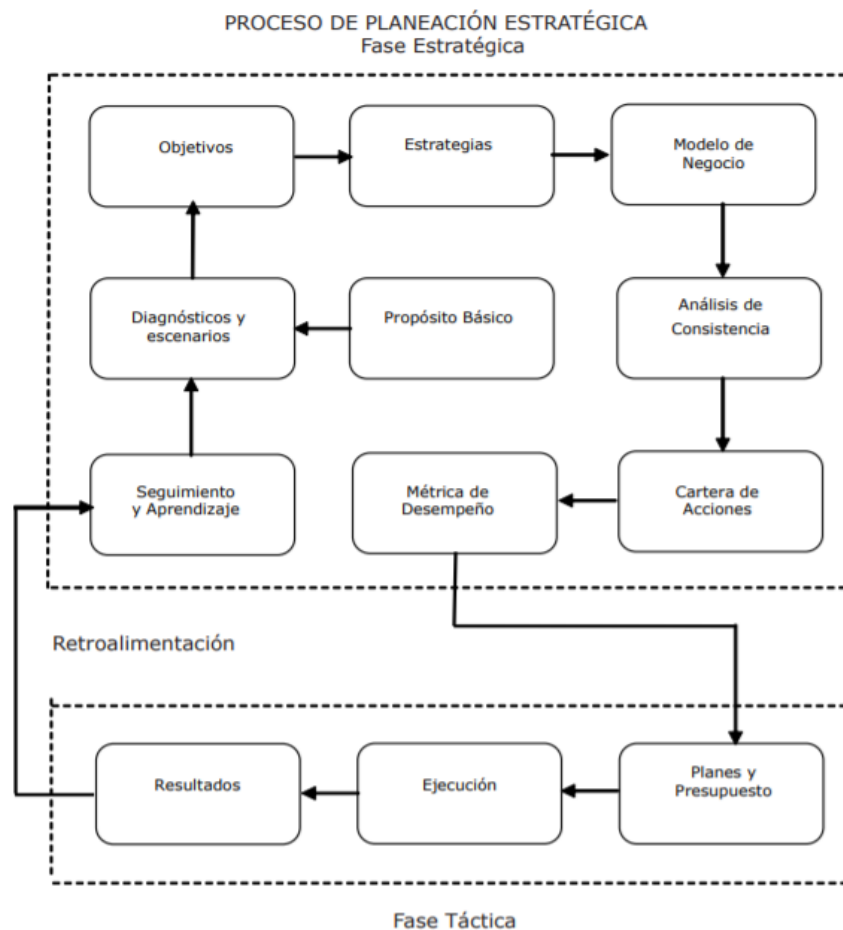 PROCESO DE PLANEACIÓN ESTRATÉGICA
Fase Estratégica
Objetivos
Estrategias
Modelo de
Negocio
Diagnósticos y
escenarios
Propósito Básico
Análisis de
Consistencia
Seguimiento
y Aprendizaje
Métrica de
Desempeño
Cartera de
Acciones
Retroalimentación
Resultados
Ejecución
Planes y
Presupuesto
Fase Táctica